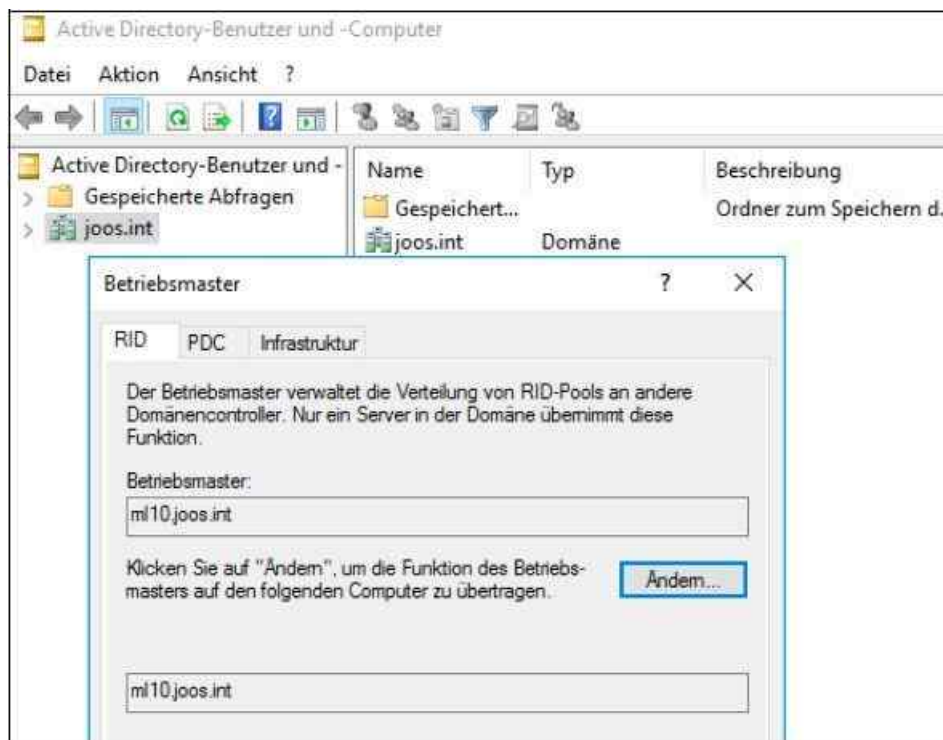 Active Directory-Benutzer und -Computer
Datei Aktion Ansicht ?
Active Directory-Benutzer und -
Gespeicherte Abfragen
joos.int
Name Typ Beschreibung
Gespeichert... Ordner zum Speichern d.
joos.int Domäne
Betriebsmaster ?
RID PDC Infrastruktur
Der Betriebsmaster verwaltet die Verteilung von RID-Pools an andere
Domänencontroller. Nur ein Server in der Domäne übernimmt diese
Funktion.
Betriebsmaster:
ml10.joos.int
Klicken Sie auf "Ändern", um die Funktion des Betriebs-
masters auf den folgenden Computer zu übertragen.
Ändern...
ml10.joos.int